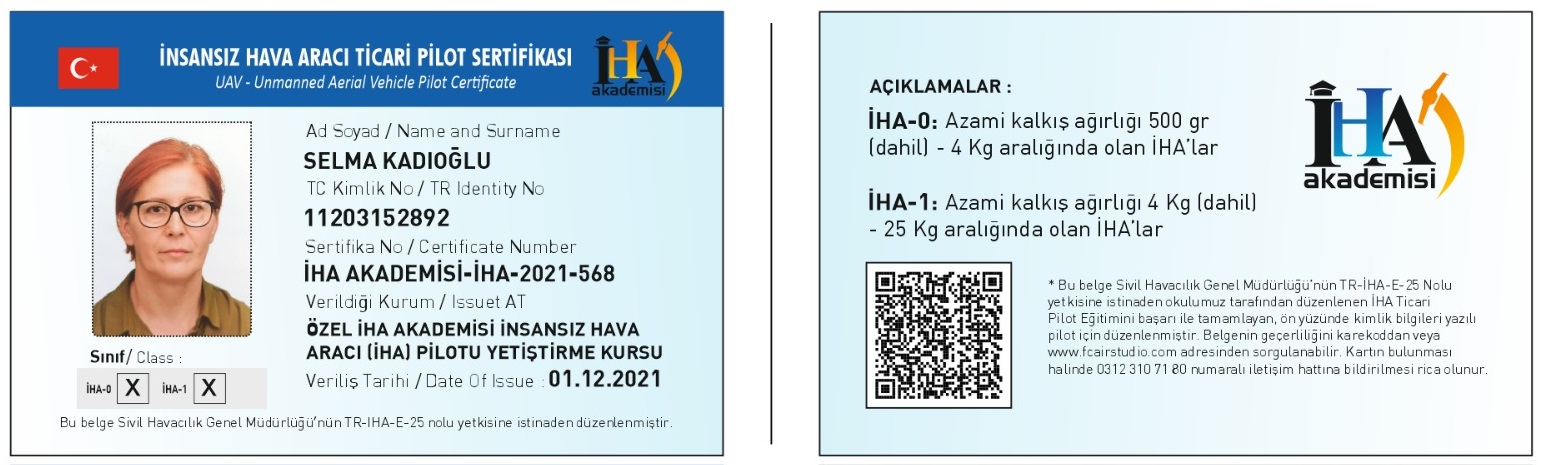 İNSANSIZ HAVA ARACI TİCARİ PİLOT SERTİFİKASI
UAV - Unmanned Aerial Vehicle Pilot Certificate
İHA
akademisi
Ad Soyad / Name and Surname
SELMA KADIOĞLU
TC Kimlik No / TR Identity No
11203152892
Sertifika No / Certificate Number
İHA AKADEMİSİ-İHA-2021-568
Verildiği Kurum / Issuet AT
ÖZEL İHA AKADEMİSİ İNSANSIZ HAVA
ARACI (İHA) PİLOTU YETİŞTİRME KURSU
Veriliş Tarihi / Date Of Issue : 01.12.2021
Sınıf / Class :
İHA-0 X İHA-1 X
Bu belge Sivil Havacılık Genel Müdürlüğü'nün TR-IHA-E-25 nolu yetkisine istinaden düzenlenmiştir.
AÇIKLAMALAR :
İHA-0: Azami kalkış ağırlığı 500 gr
(dahil) - 4 Kg aralığında olan İHA'lar
İHA-1: Azami kalkış ağırlığı 4 Kg (dahil)
- 25 Kg aralığında olan İHA'lar
İHA
akademisi
* Bu belge Sivil Havacılık Genel Müdürlüğü'nün TR-İHA-E-25 Nolu
yetkisine istinaden okulumuz tarafından düzenlenen İHA Ticari
Pilot Eğitimini başarı ile tamamlayan, ön yüzünde kimlik bilgileri yazılı
pilot için düzenlenmiştir. Belgenin geçerliliğini karekoddan veya
www.fcairstudio.com adresinden sorgulanabilir. Kartın bulunması
halinde 0312 310 71 80 numaralı iletişim hattına bildirilmesi rica olunur.